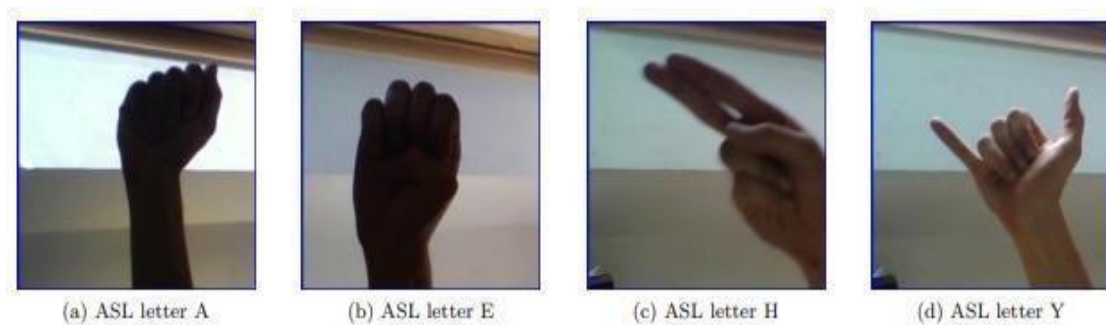 (a) ASL letter A
(b) ASL letter E
(c) ASL letter H
(d) ASL letter Y